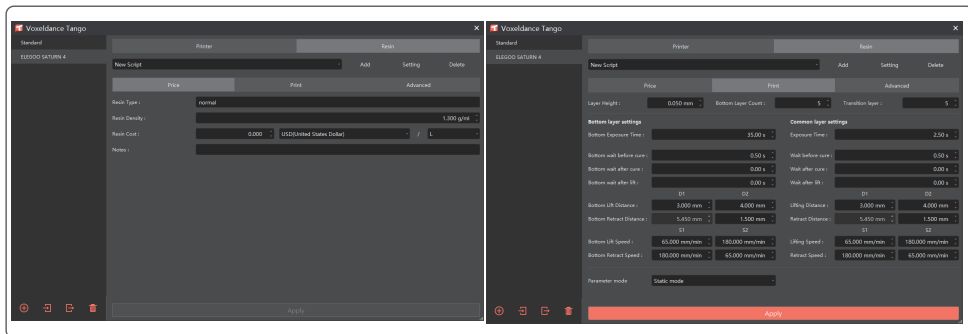 Voxeldance Tango
Standard
ELEGOO SATURN 4
Printer Resin
New Script Add Setting Delete
Price Print Advanced
Resin Type : normal
Resin Density : 1.300 g/ml
Resin Cost : 0.000 USD(United States Dollar) / L
Notes :
Apply
Voxeldance Tango
Standard
ELEGOO SATURN 4
Printer Resin
New Script Add Setting Delete
Price Print Advanced
Layer Height : 0.050 mm Bottom Layer Count : 5 Transition layer : 5
Bottom layer settings Common layer settings
Bottom Exposure Time : 35.00 s Exposure Time : 2.50 s
Bottom wait before cure : 0.50 s Wait before cure : 0.50 s
Bottom wait after cure : 0.00 s Wait after cure : 0.00 s
Bottom wait after lift : 0.00 s Wait after lift : 0.00 s
D1 D2 D1 D2
Bottom Lift Distance : 3.000 mm 4.000 mm Lifting Distance : 3.000 mm 4.000 mm
Bottom Retract Distance : 5.450 mm 1.500 mm Retract Distance : 5.450 mm 1.500 mm
S1 S2 S1 S2
Bottom Lift Speed : 65.000 mm/min 180.000 mm/min Lifting Speed : 65.000 mm/min 180.000 mm/min
Bottom Retract Speed : 180.000 mm/min 65.000 mm/min Retract Speed : 180.000 mm/min 65.000 mm/min
Parameter mode Static mode
Apply